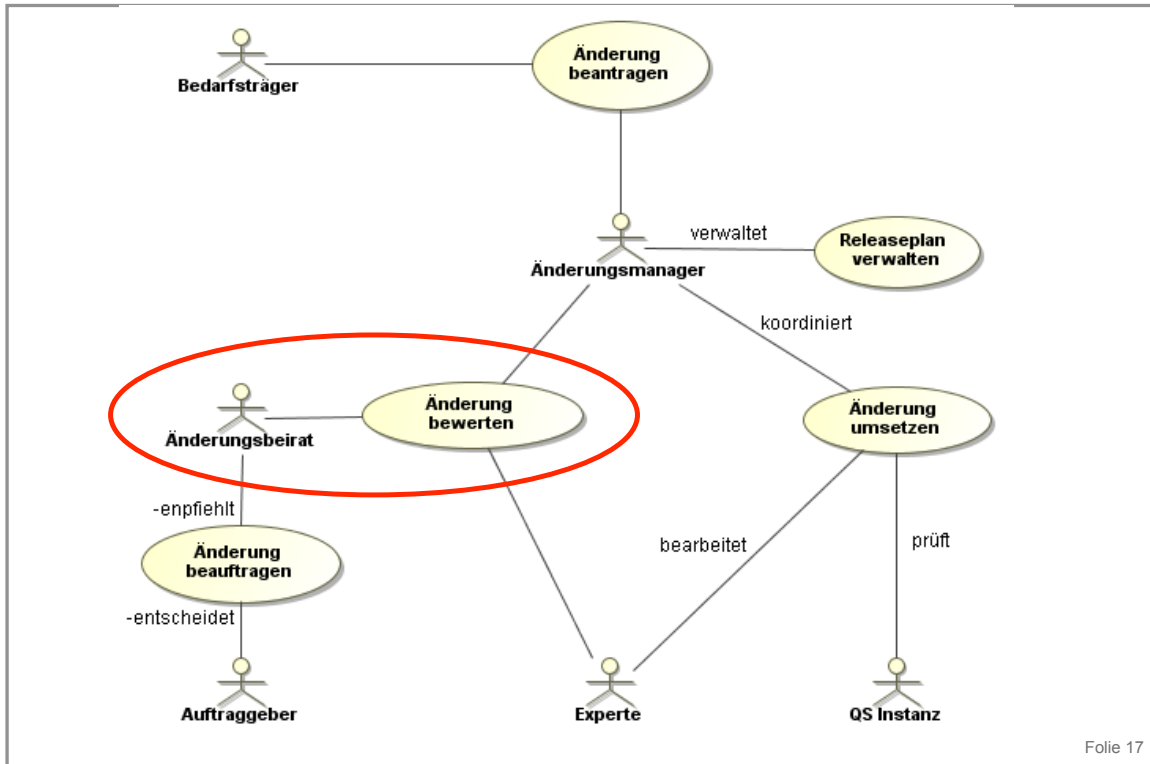 Änderung
beantragen
Bedarfsträger
verwaltet
Releaseplan
verwalten
Änderungsmanager
koordiniert
Änderung
bewerten
Änderung
umsetzen
Änderungsbeirat
-enpfiehlt
Änderung
beauftragen
bearbeitet
prüft
-entscheidet
Auftraggeber
Experte
QS Instanz
Folie 17